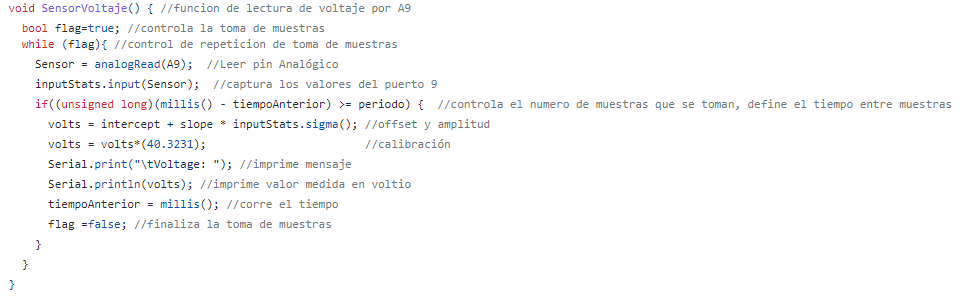 void SensorVoltaje() { //funcion de lectura de voltaje por A9
bool flag=true; //controla la toma de muestras
while (flag){ //control de repeticion de toma de muestras
Sensor = analogRead(A9);  //Leer pin Analógico
inputStats.input(Sensor);  //captura los valores del puerto 9
if((unsigned long)(millis() - tiempoAnterior) >= periodo) {  //controla el numero de muestras que se toman, define el tiempo entre muestras
volts = intercept + slope * inputStats.sigma(); //offset y amplitud
volts = volts*(40.3231);                        //calibración
Serial.print("\tVoltage: "); //imprime mensaje
Serial.println(volts); //imprime valor medida en voltio
tiempoAnterior = millis(); //corre el tiempo
flag =false; //finaliza la toma de muestras
}
}
}